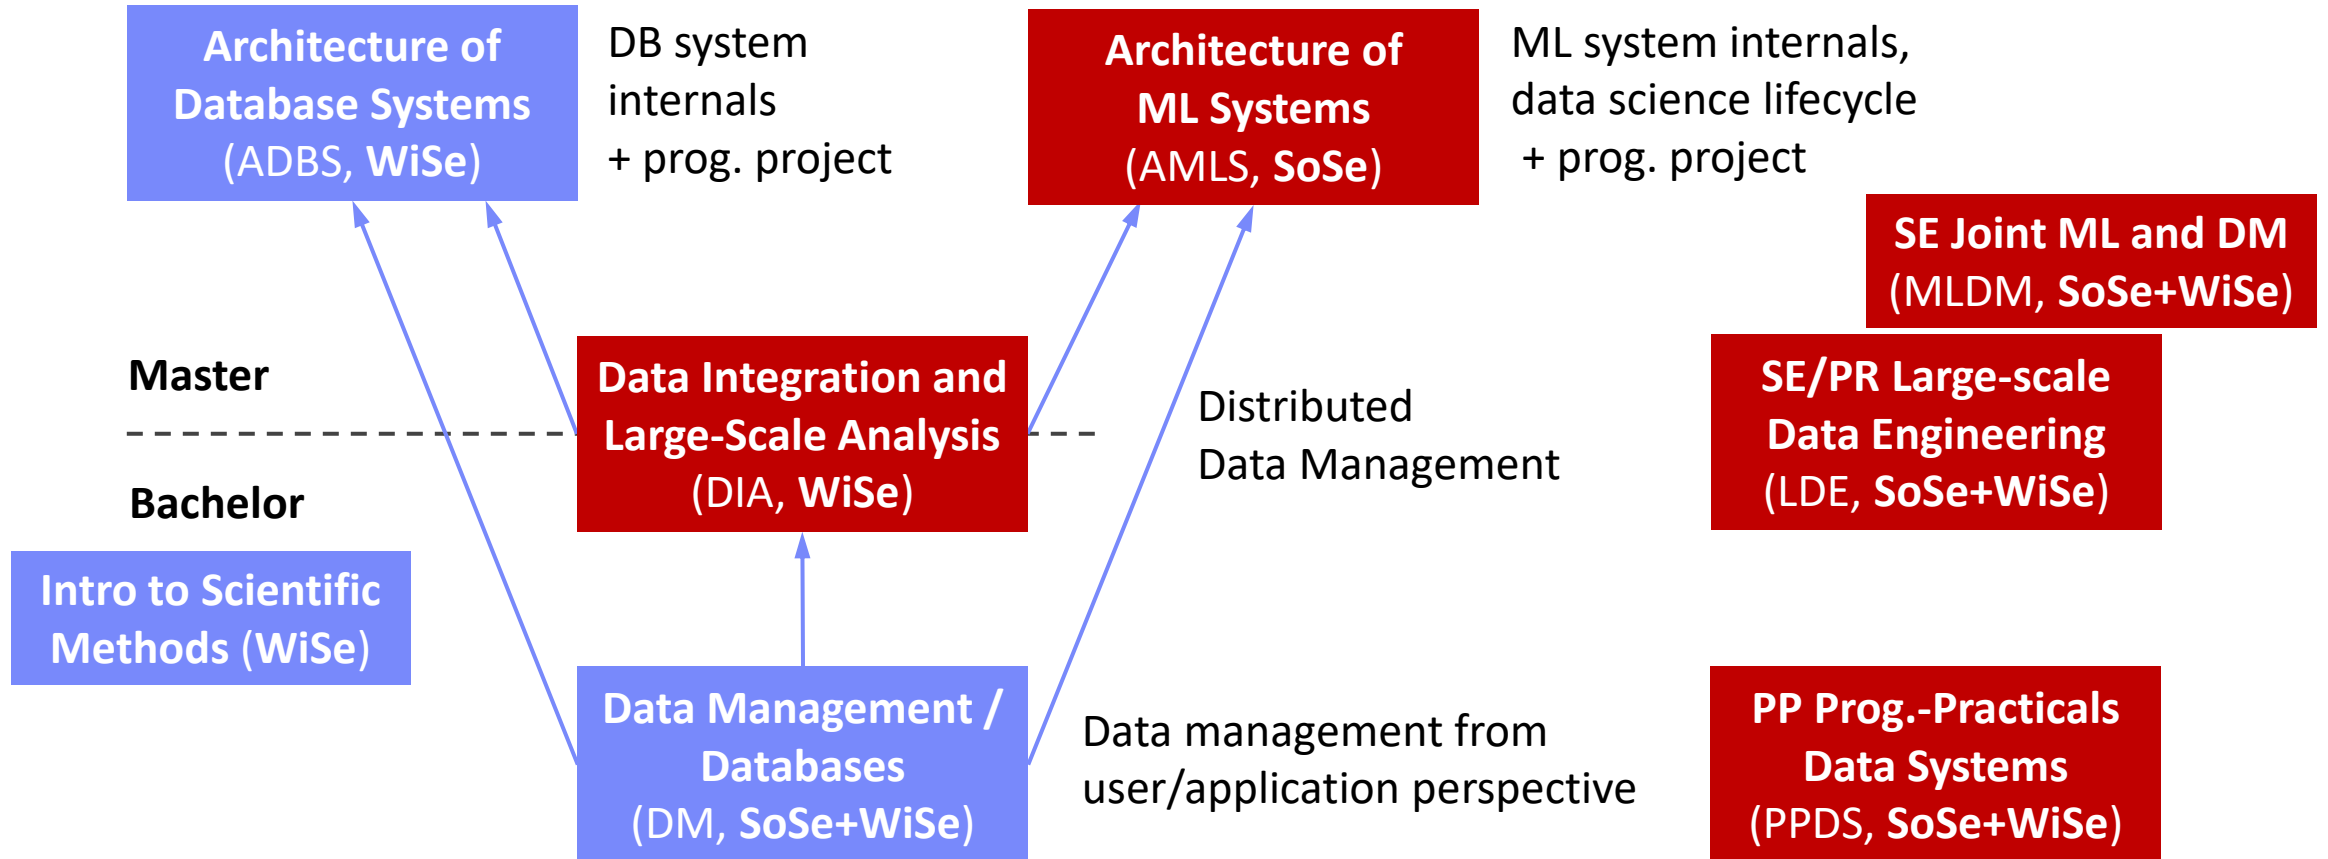 Architecture of
Database Systems
(ADBS, WiSe)
DB system
internals
+ prog. project
Architecture of
ML Systems
(AMLS, SoSe)
ML system internals,
data science lifecycle
+ prog. project
SE Joint ML and DM
(MLDM, SoSe+WiSe)
Master
Data Integration and
Large-Scale Analysis
(DIA, WiSe)
Distributed
Data Management
SE/PR Large-scale
Data Engineering
(LDE, SoSe+WiSe)
Bachelor
Intro to Scientific
Methods (WiSe)
Data Management /
Databases
(DM, SoSe+WiSe)
Data management from
user/application perspective
PP Prog.-Practicals
Data Systems
(PPDS, SoSe+WiSe)